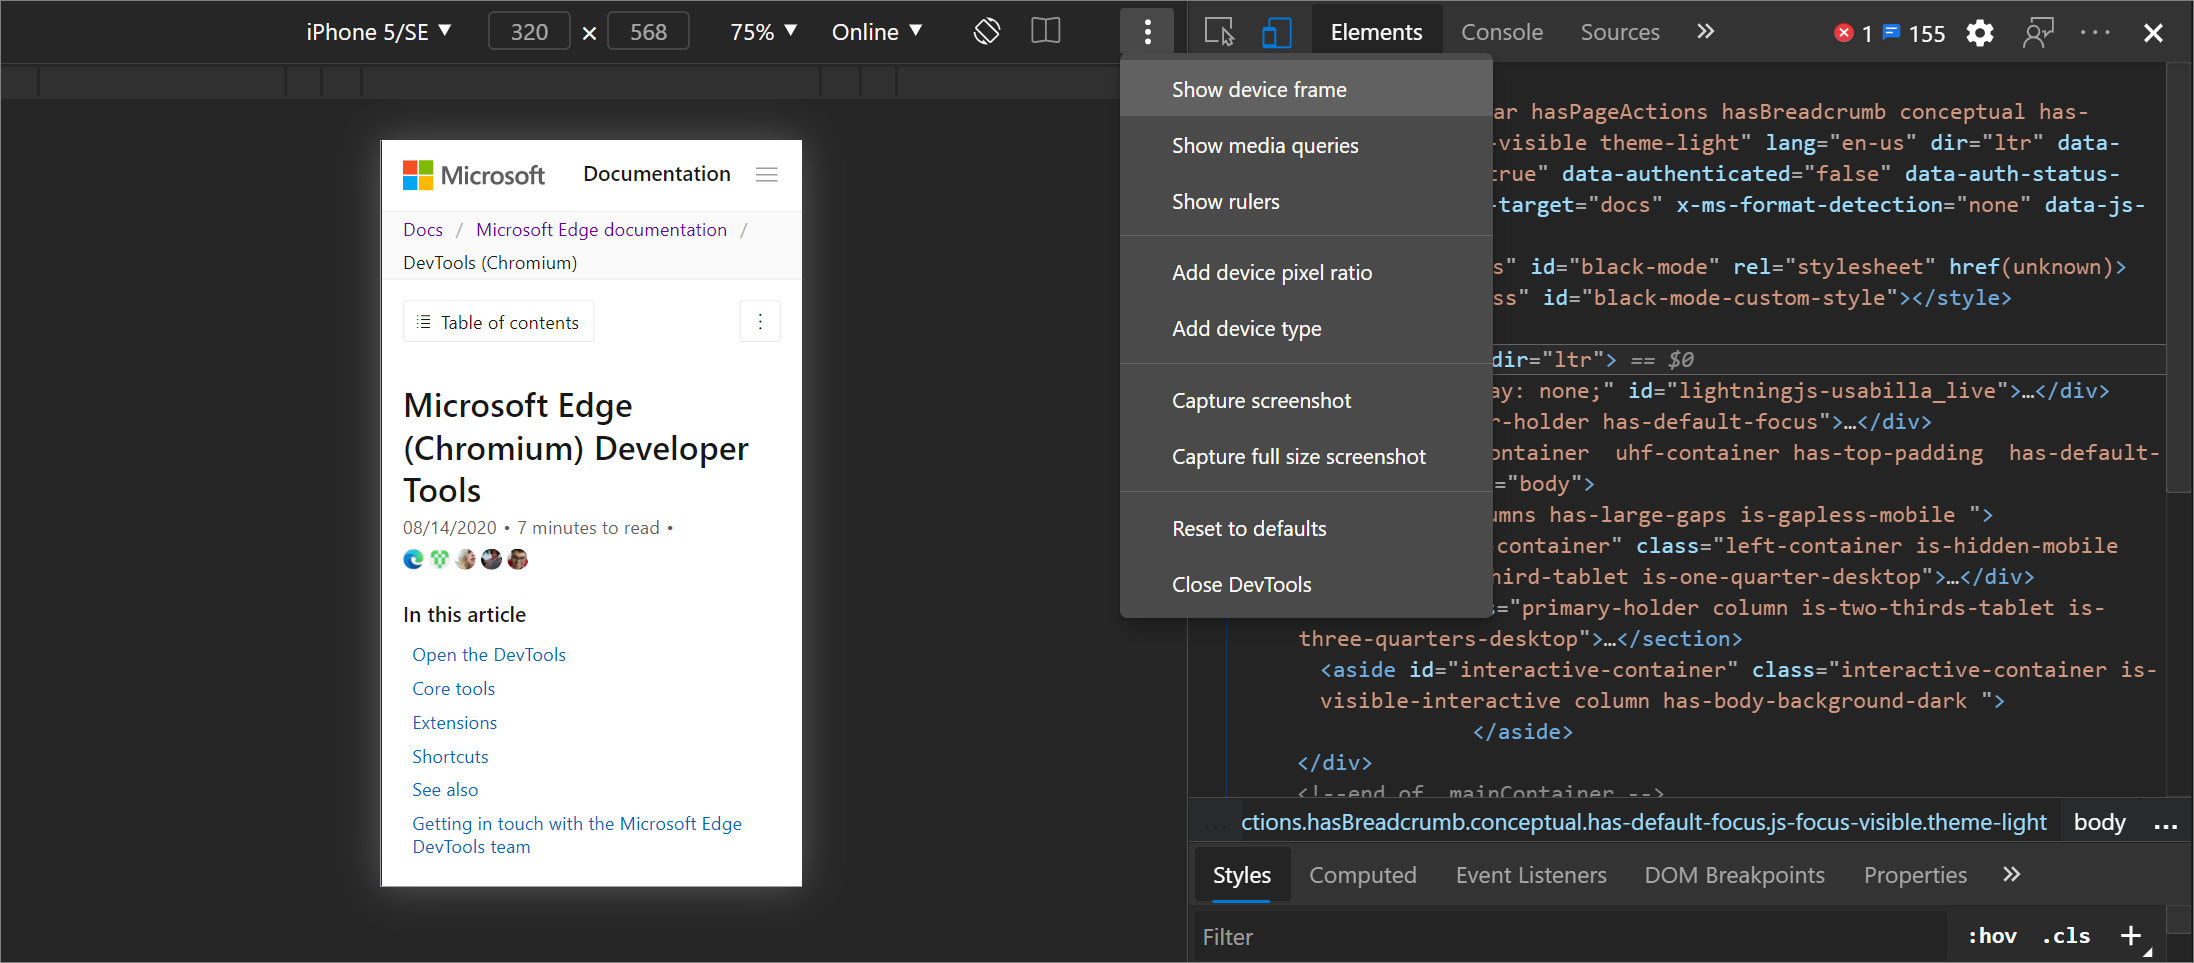 iPhone 5/SE ▼ 320 × 568 75% ▼ Online ▼
Elements Console Sources » 1 155
Microsoft Documentation
Docs / Microsoft Edge documentation /
DevTools (Chromium)
Table of contents
Microsoft Edge
(Chromium) Developer
Tools
08/14/2020 • 7 minutes to read •
In this article
Open the DevTools
Core tools
Extensions
Shortcuts
See also
Getting in touch with the Microsoft Edge
DevTools team
Show device frame
Show media queries
Show rulers
Add device pixel ratio
Add device type
Capture screenshot
Capture full size screenshot
Reset to defaults
Close DevTools
ar hasPageActions hasBreadcrumb conceptual has-
-visible theme-light" lang="en-us" dir="ltr" data-
true" data-authenticated="false" data-auth-status-
-target="docs" x-ms-format-detection="none" data-js-
s" id="black-mode" rel="stylesheet" href(unknown)>
ss" id="black-mode-custom-style"></style>
dir="ltr"> == $0
ay: none;" id="lightningjs-usabilla_live">…</div>
r-holder has-default-focus">…</div>
ontainer  uhf-container has-top-padding  has-default-
="body">
umns has-large-gaps is-gapless-mobile ">
-container" class="left-container is-hidden-mobile
hird-tablet is-one-quarter-desktop">…</div>
s="primary-holder column is-two-thirds-tablet is-
three-quarters-desktop">…</section>
<aside id="interactive-container" class="interactive-container is-
visible-interactive column has-body-background-dark ">
</aside>
</div>
<!--end of  mainContainer -->
... ctions.hasBreadcrumb.conceptual.has-default-focus.js-focus-visible.theme-light body ...
Styles Computed Event Listeners DOM Breakpoints Properties »
Filter :hov .cls +